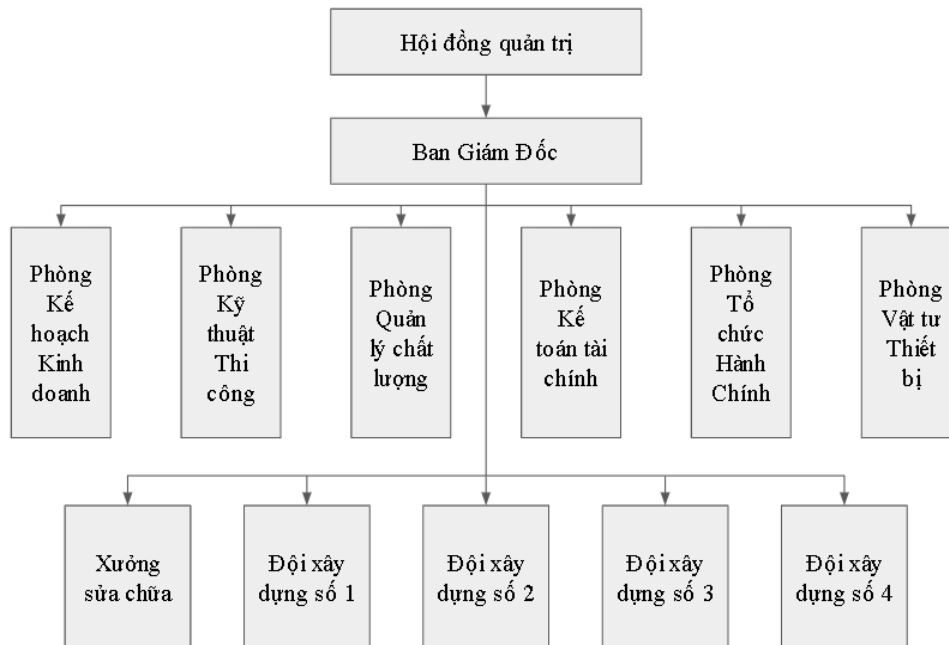 Hội đồng quản trị
Ban Giám Đốc
Phòng
Kế
hoạch
Kinh
doanh
Phòng
Kỹ
thuật
Thi
công
Phòng
Quản
lý chất
lượng
Phòng
Kế
toán tài
chính
Phòng
Tổ
chức
Hành
Chính
Phòng
Vật tư
Thiết
bị
Xưởng
sửa chữa
Đội xây
dựng số 1
Đội xây
dựng số 2
Đội xây
dựng số 3
Đội xây
dựng số 4